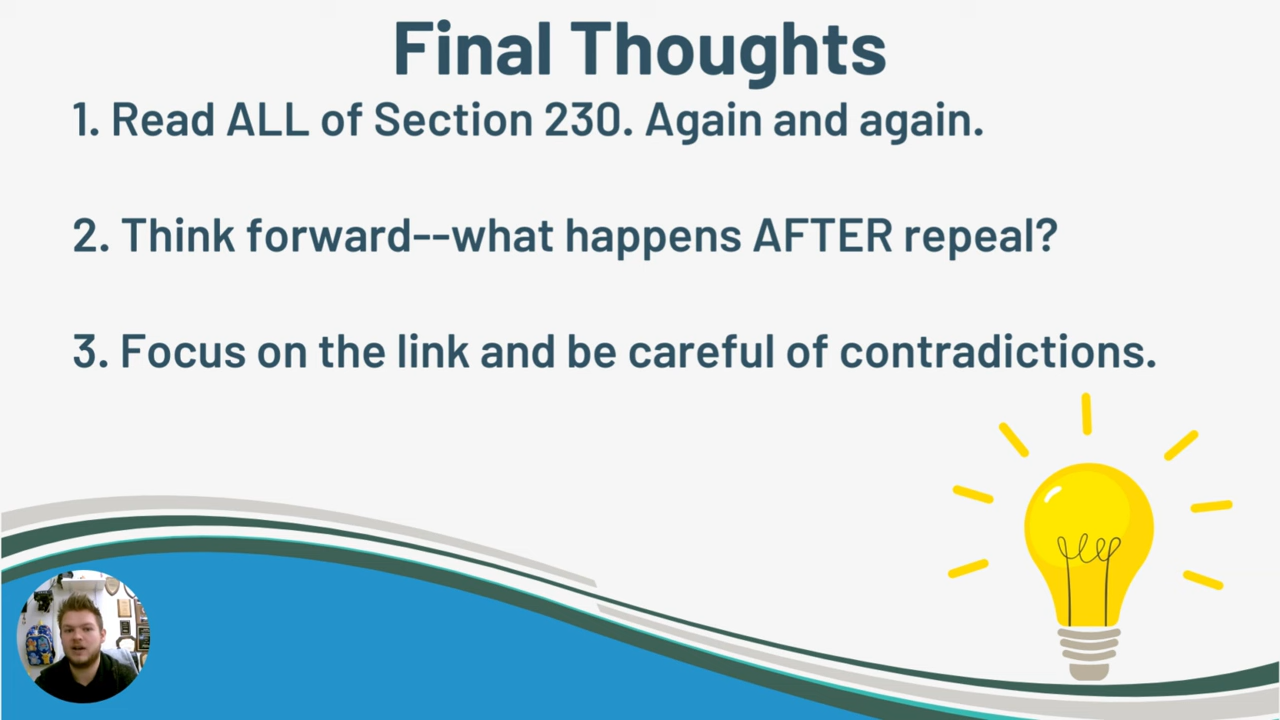 Final Thoughts
1. Read ALL of Section 230. Again and again.
2. Think forward--what happens AFTER repeal?
3. Focus on the link and be careful of contradictions.